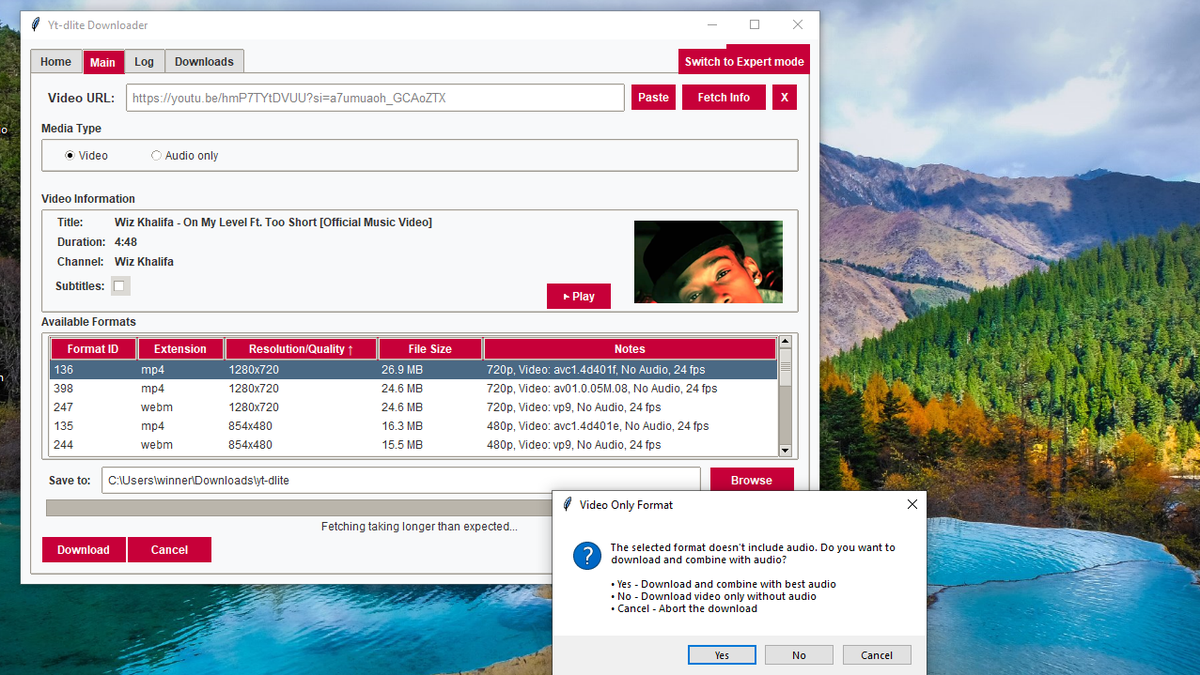 Yt-dlite Downloader
Home Main Log Downloads Switch to Expert mode
Video URL: https://youtu.be/hmP7TYtDVUU?si=a7umuaoh_GCAoZTX Paste Fetch Info X
Media Type
Video Audio only
Video Information
Title: Wiz Khalifa - On My Level Ft. Too Short [Official Music Video]
Duration: 4:48
Channel: Wiz Khalifa
Subtitles:
Play
Available Formats
Format ID Extension Resolution/Quality ↑ File Size Notes
136 mp4 1280x720 26.9 MB 720p, Video: avc1.4d401f, No Audio, 24 fps
398 mp4 1280x720 24.6 MB 720p, Video: av01.0.05M.08, No Audio, 24 fps
247 webm 1280x720 24.6 MB 720p, Video: vp9, No Audio, 24 fps
135 mp4 854x480 16.3 MB 480p, Video: avc1.4d401e, No Audio, 24 fps
244 webm 854x480 15.5 MB 480p, Video: vp9, No Audio, 24 fps
Save to: C:\Users\winner\Downloads\yt-dlite Browse
Fetching taking longer than expected...
Download Cancel
Video Only Format
The selected format doesn't include audio. Do you want to
download and combine with audio?
• Yes - Download and combine with best audio
• No - Download video only without audio
• Cancel - Abort the download
Yes No Cancel